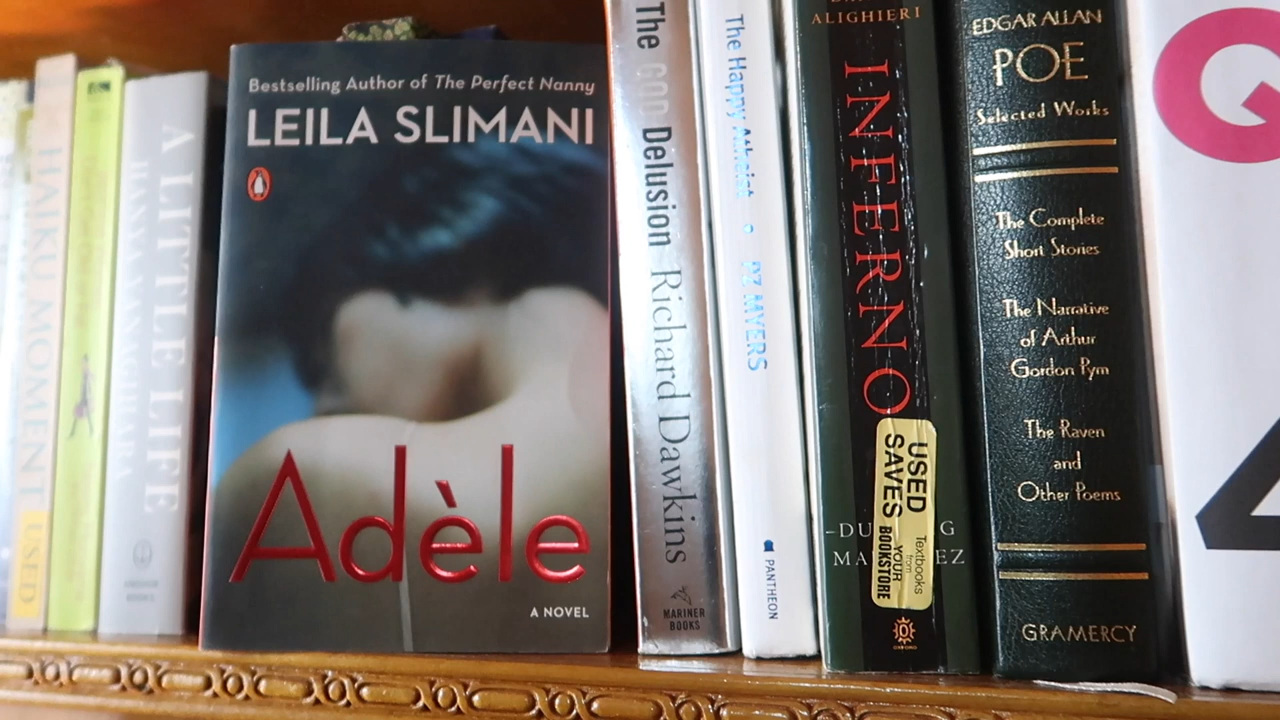 HAIKU MOMENT
USED
A LITTLE LIFE
HANYA YANAGIHARA
Bestselling Author of The Perfect Nanny
LEILA SLIMANI
Adèle
A NOVEL
The GOD Delusion Richard Dawkins
MARINER
BOOKS
The Happy Atheist • PZ MYERS
PANTHEON
ALIGHIERI
INFERNO
USED
SAVES
Textbooks
from
YOUR
BOOKSTORE
OXFORD
EDGAR ALLAN
POE
Selected Works
The Complete
Short Stories
The Narrative
of Arthur
Gordon Pym
The Raven
and
Other Poems
GRAMERCY